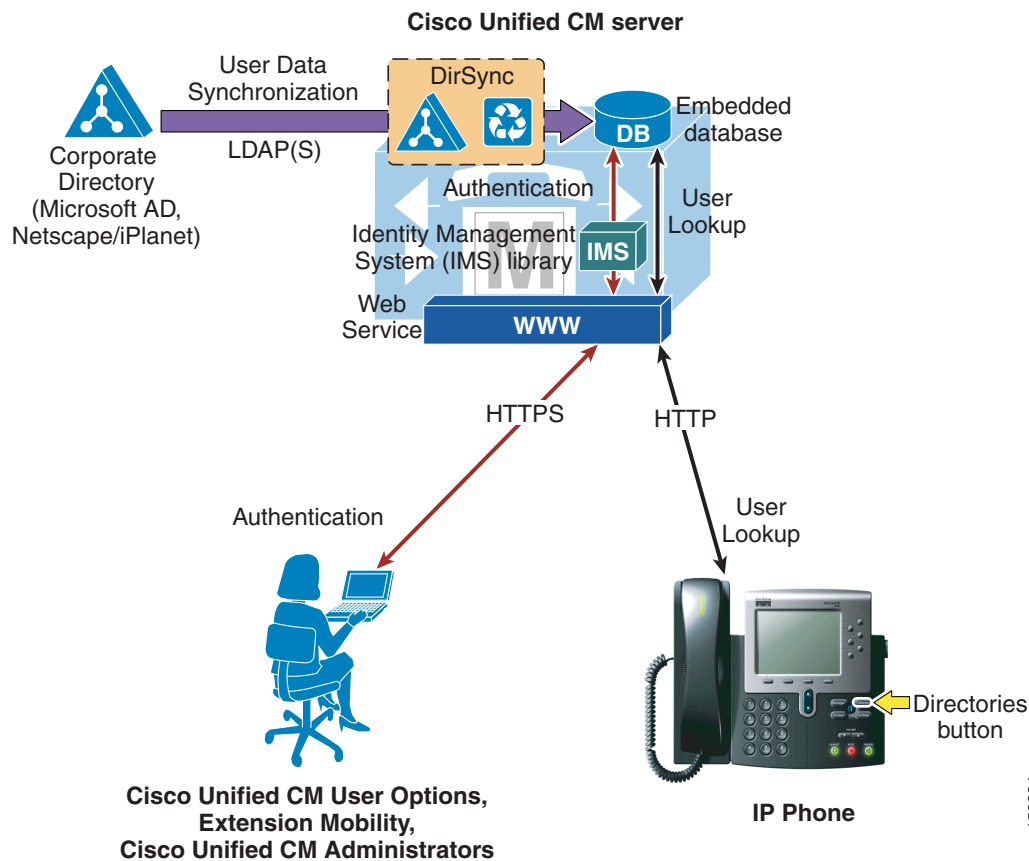 Cisco Unified CM server
User Data
Synchronization
LDAP(S)
DirSync
DB
Embedded
database
Corporate
Directory
(Microsoft AD,
Netscape/iPlanet)
Authentication
User
Lookup
Identity Management
System (IMS) library
IMS
M
Web
Service
WWW
HTTPS
HTTP
Authentication
User
Lookup
Directories
button
Cisco Unified CM User Options,
Extension Mobility,
Cisco Unified CM Administrators
IP Phone